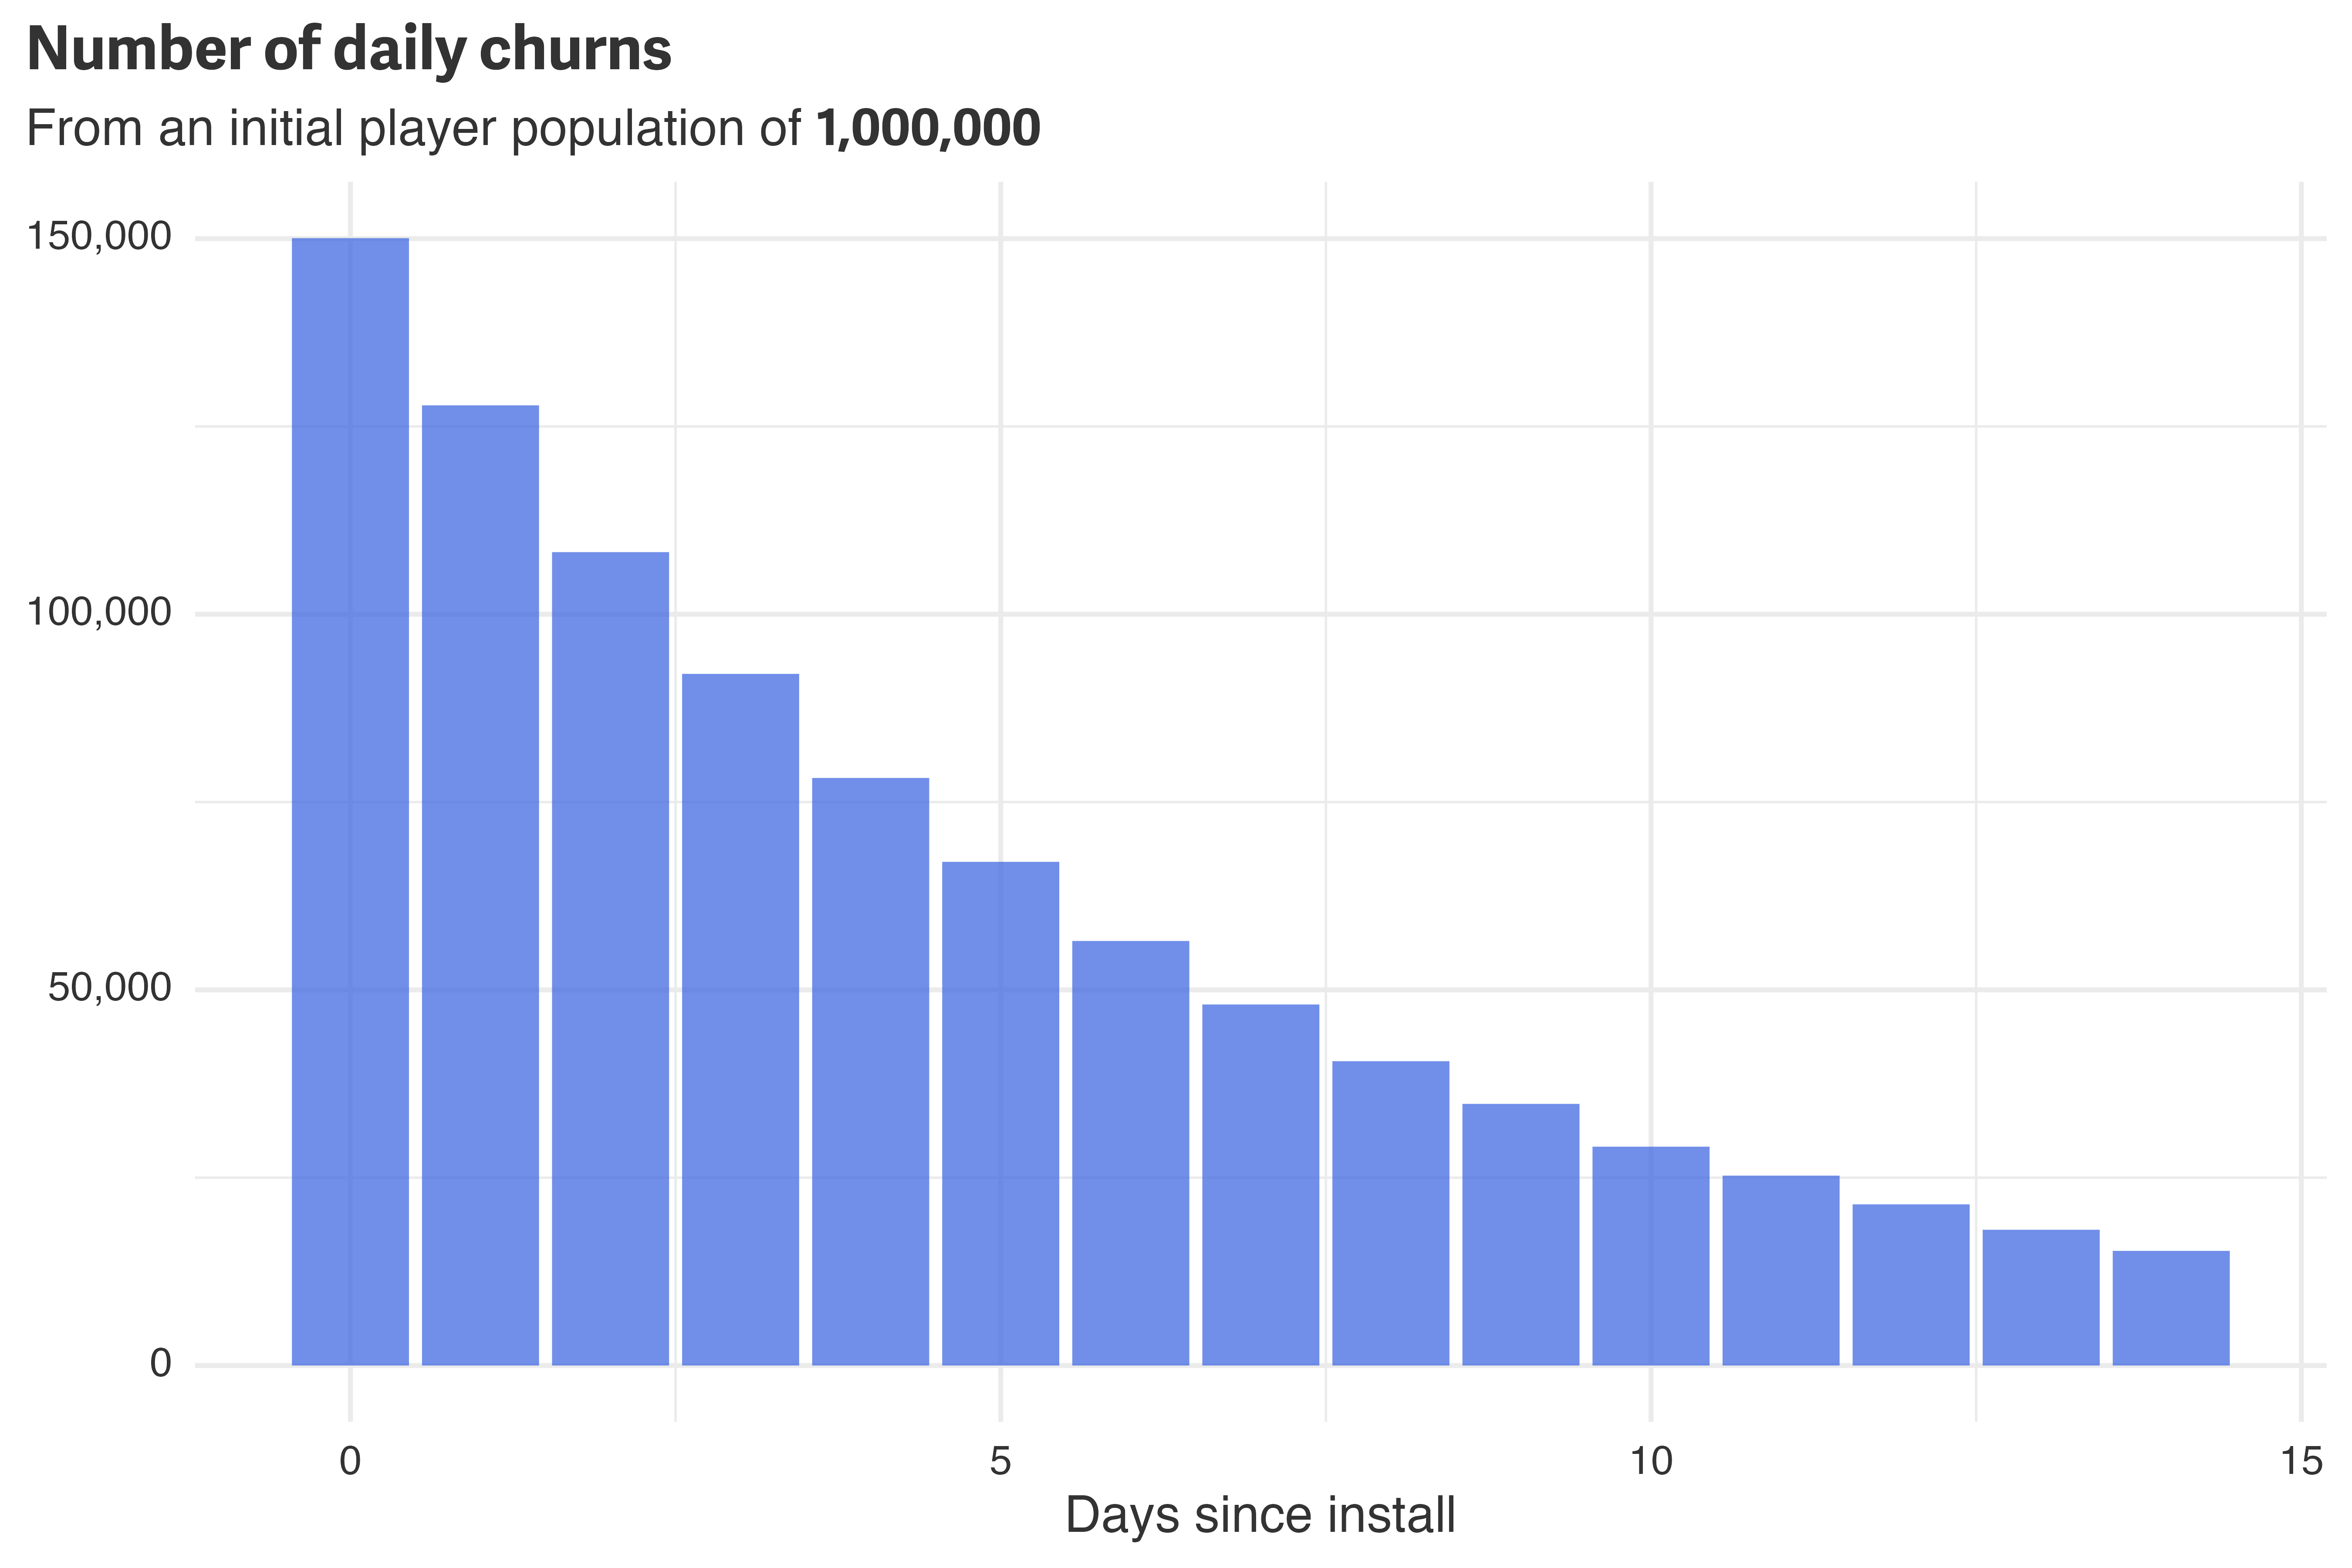 Number of daily churns
From an initial player population of 1,000,000
150,000
100,000
50,000
0
0 5 10 15
Days since install